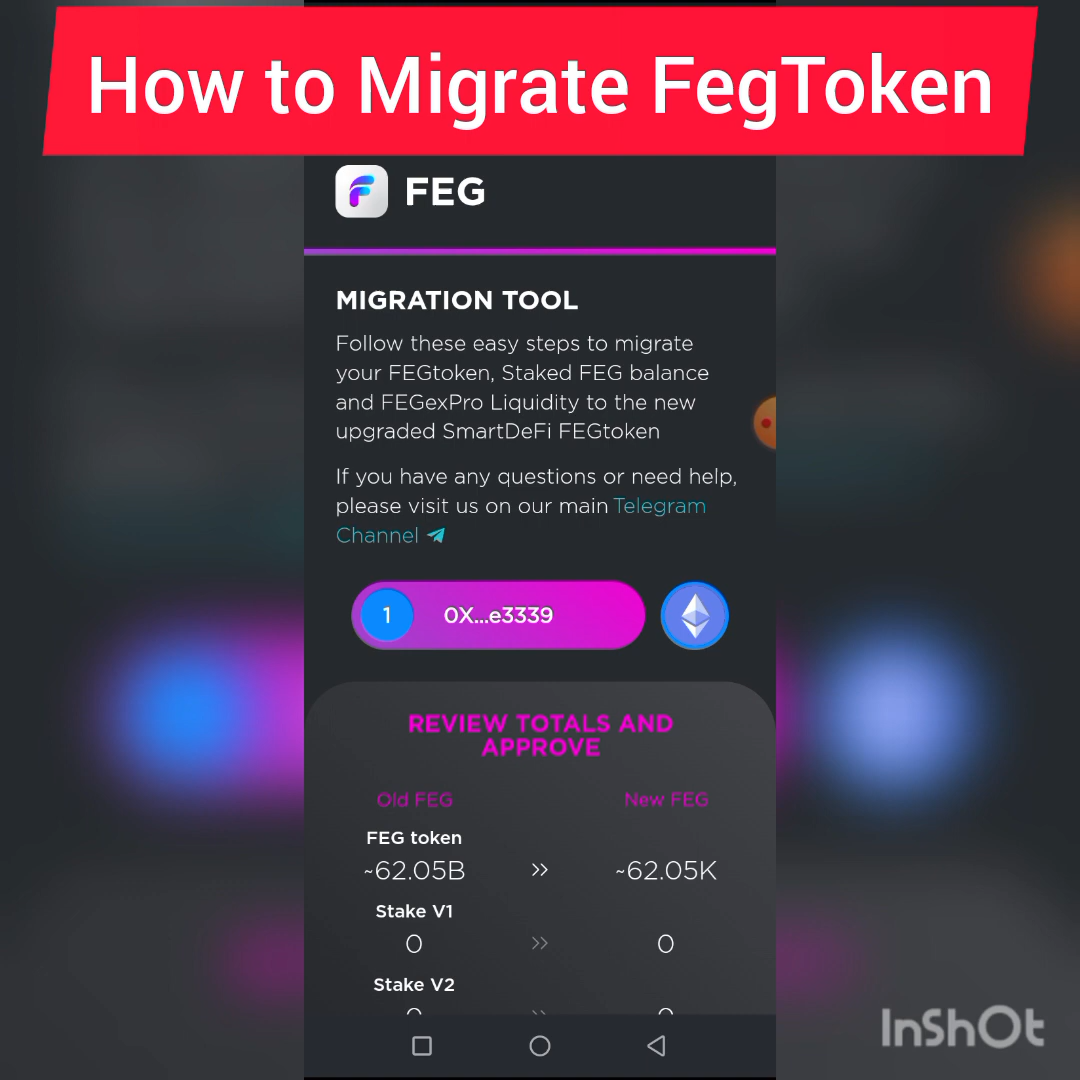 How to Migrate FegToken
FEG
MIGRATION TOOL
Follow these easy steps to migrate
your FEGtoken, Staked FEG balance
and FEGexPro Liquidity to the new
upgraded SmartDeFi FEGtoken
If you have any questions or need help,
please visit us on our main Telegram
Channel
1 0X...e3339
REVIEW TOTALS AND
APPROVE
Old FEG New FEG
FEG token
~62.05B >> ~62.05K
Stake V1
0 >> 0
Stake V2
InShOt